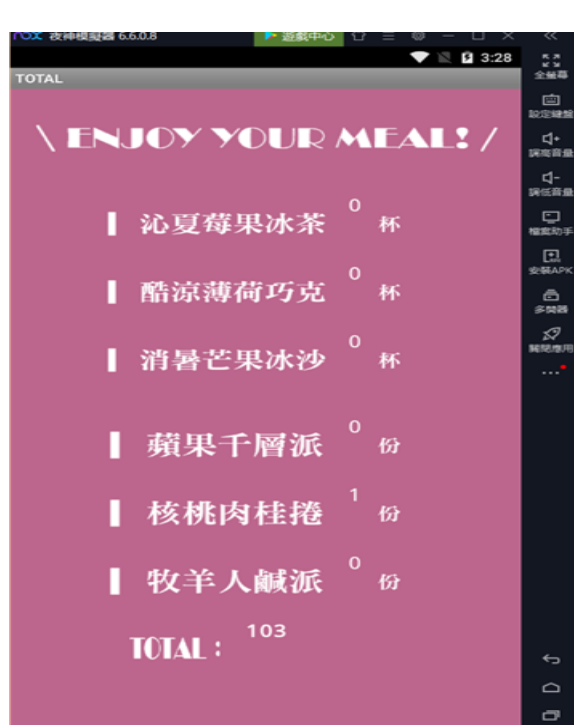 nox 夜神模擬器 6.6.0.8 遊戲中心
3:28
TOTAL
全螢幕
設定鍵盤
調高音量
調低音量
檔案助手
安裝APK
多開器
關閉應用
\ ENJOY YOUR MEAL! /
沁夏莓果冰茶 0 杯
酷涼薄荷巧克 0 杯
消暑芒果冰沙 0 杯
蘋果千層派 0 份
核桃肉桂捲 1 份
牧羊人鹹派 0 份
TOTAL : 103